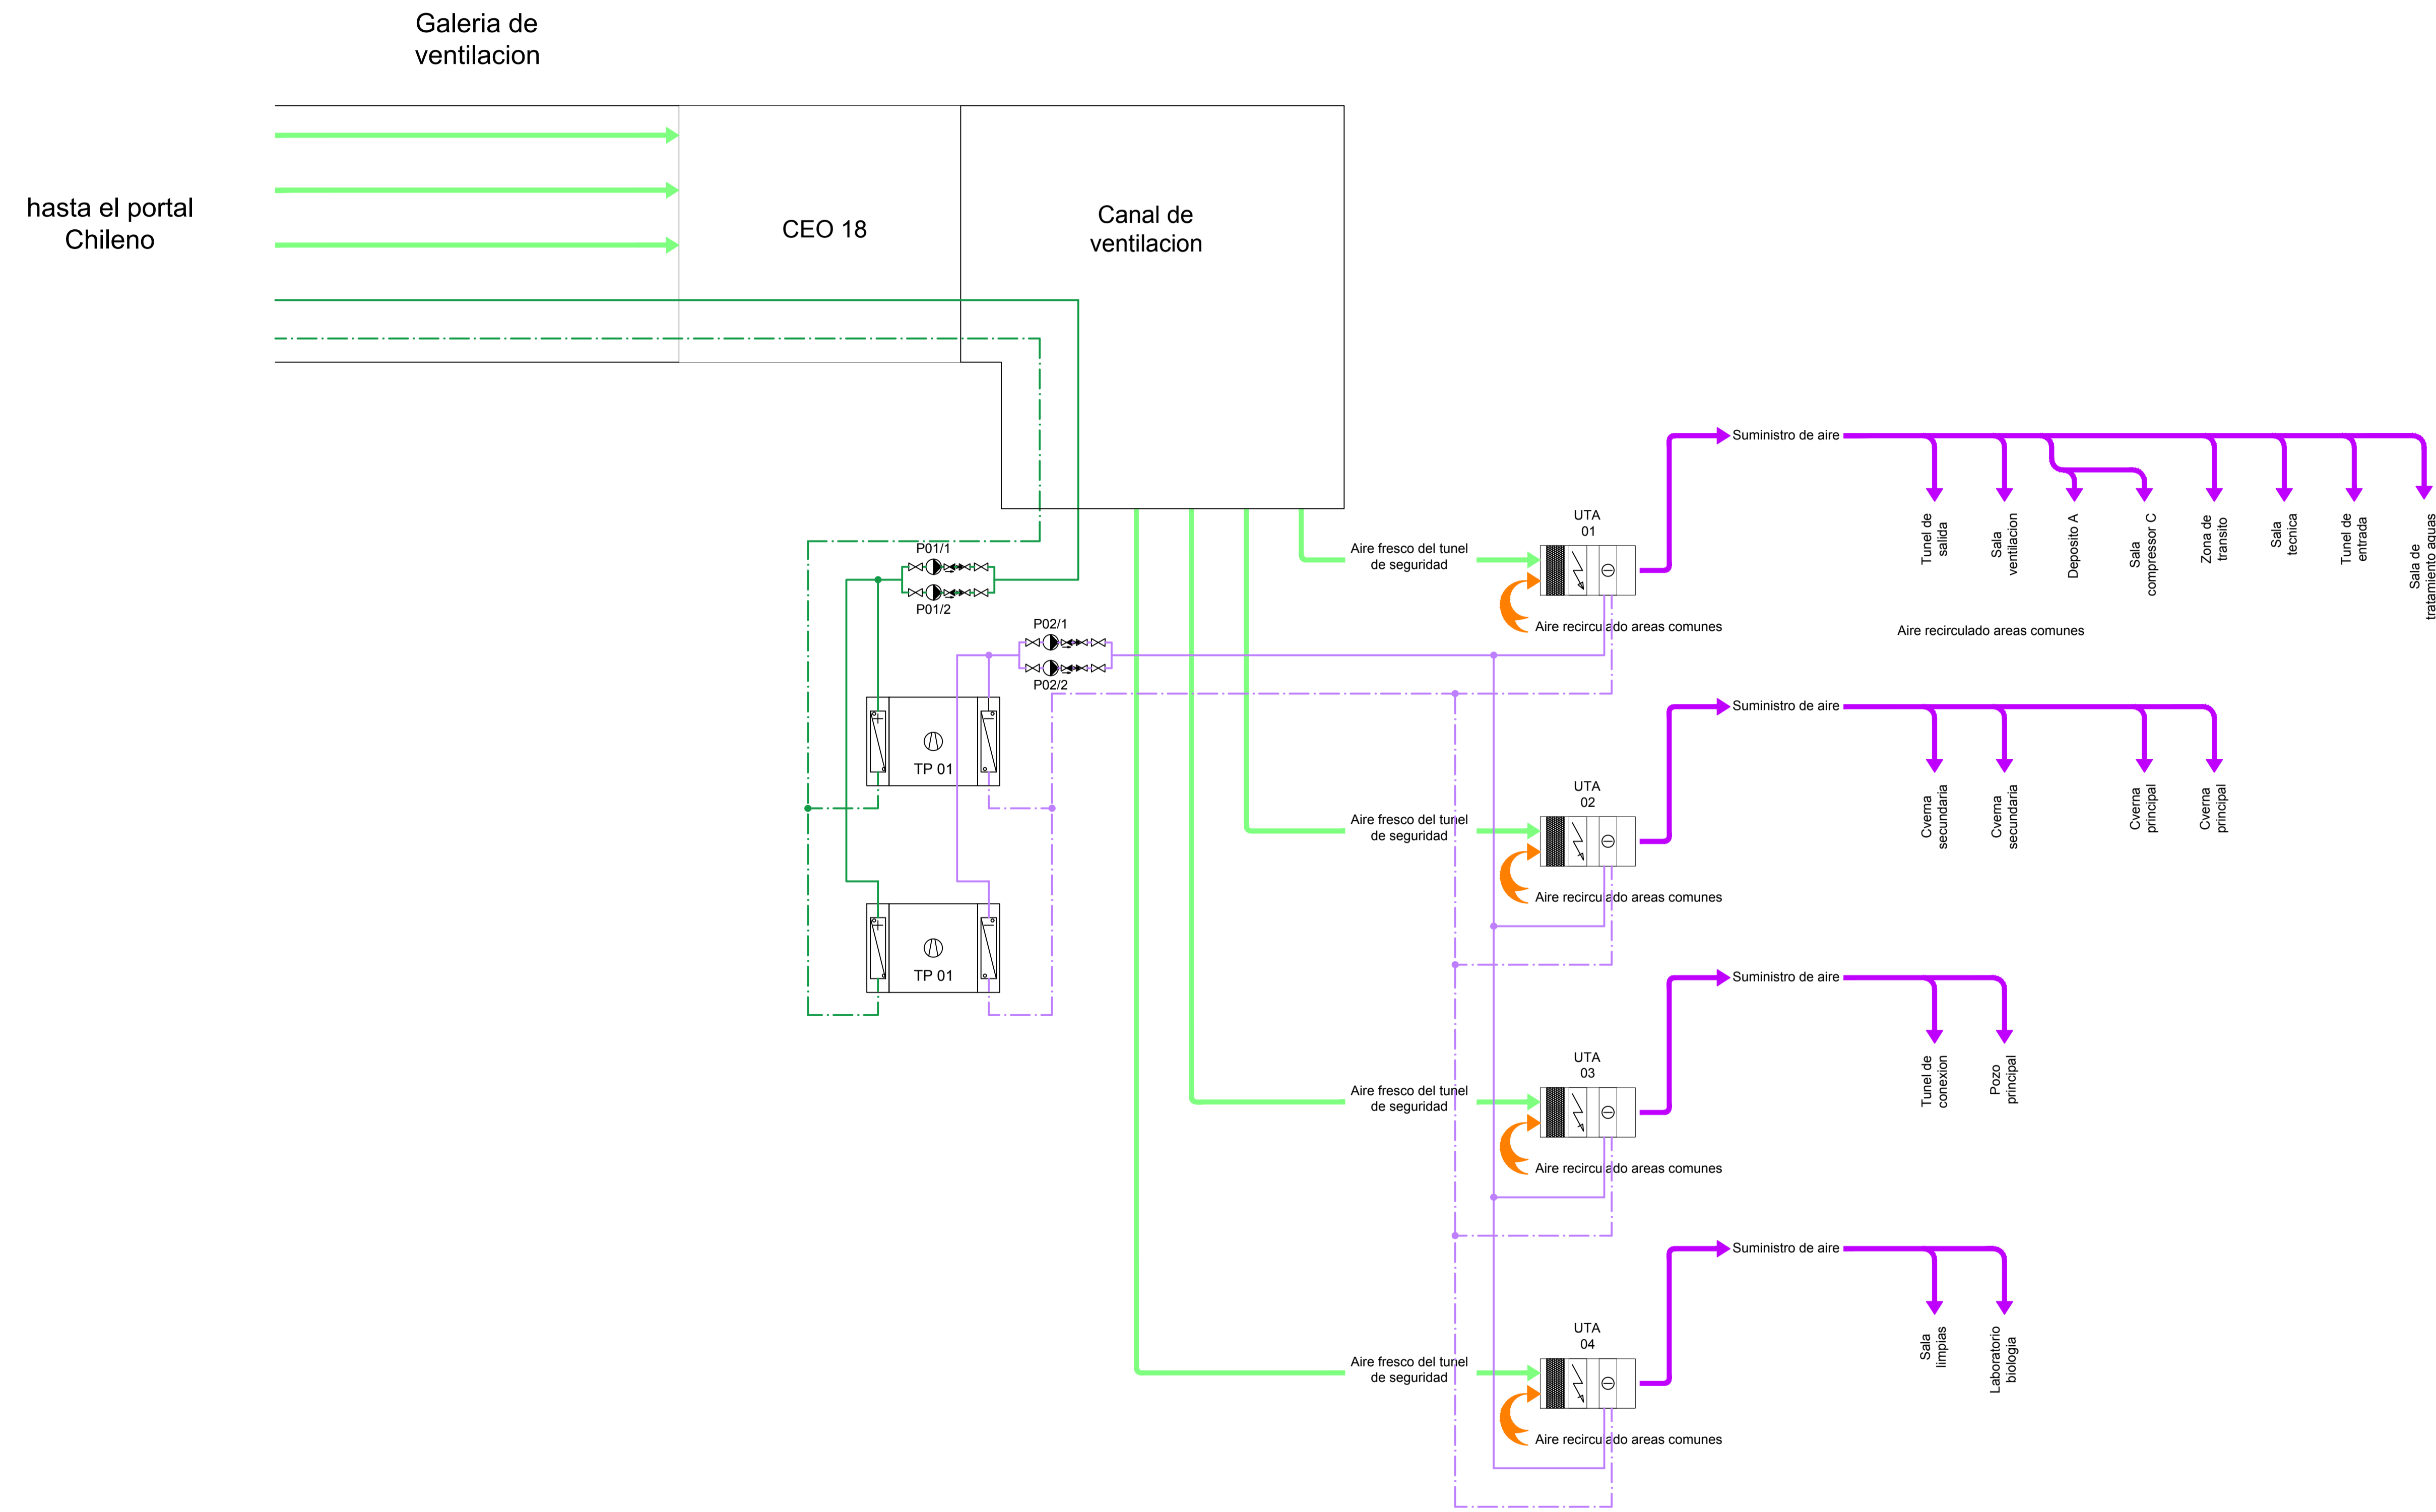 Galeria de
ventilacion
hasta el portal
Chileno
CEO 18
Canal de
ventilacion
Suministro de aire
UTA
01
Aire fresco del tunel
de seguridad
Aire recirculado areas comunes
Tunel de
salida
Sala
ventilacion
Deposito A
Sala
compressor C
Zona de
transito
Sala
tecnica
Tunel de
entrada
Sala de
tratamiento aquas
Aire recirculado areas comunes
P01/1
P01/2
P02/1
P02/2
TP 01
TP 01
Suministro de aire
UTA
02
Aire fresco del tunel
de seguridad
Aire recirculado areas comunes
Cverna
secundaria
Cverna
secundaria
Cverna
principal
Cverna
principal
Suministro de aire
UTA
03
Aire fresco del tunel
de seguridad
Aire recirculado areas comunes
Tunel de
conexion
Pozo
principal
Suministro de aire
UTA
04
Aire fresco del tunel
de seguridad
Aire recirculado areas comunes
Sala
limpias
Laboratorio
biologia